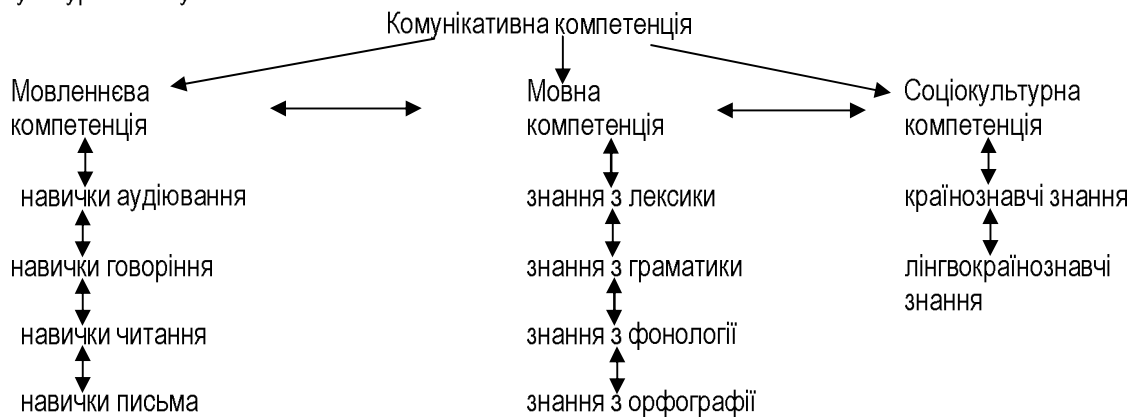 Комунікативна компетенція
Мовленнєва
компетенція
Мовна
компетенція
Соціокультурна
компетенція
навички аудіювання
знання з лексики
країнознавчі знання
навички говоріння
знання з граматики
лінгвокраїнознавчі
знання
навички читання
знання з фонології
навички письма
знання з орфографії